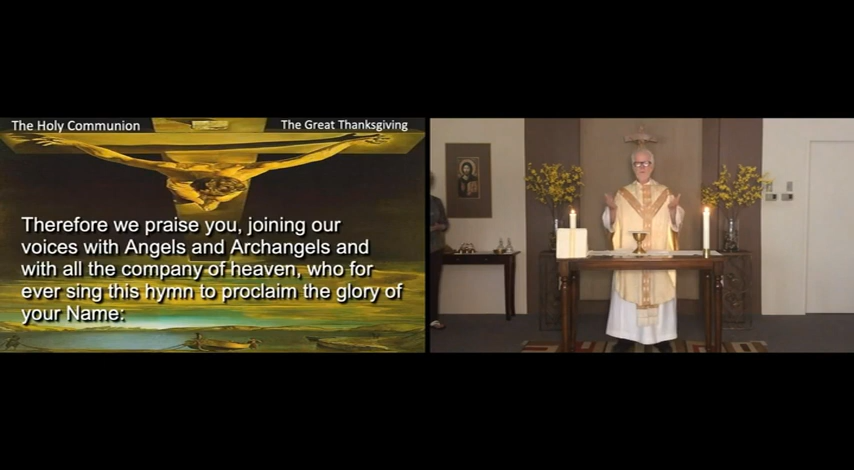 The Holy Communion
The Great Thanksgiving
Therefore we praise you, joining our
voices with Angels and Archangels and
with all the company of heaven, who for
ever sing this hymn to proclaim the glory of
your Name: